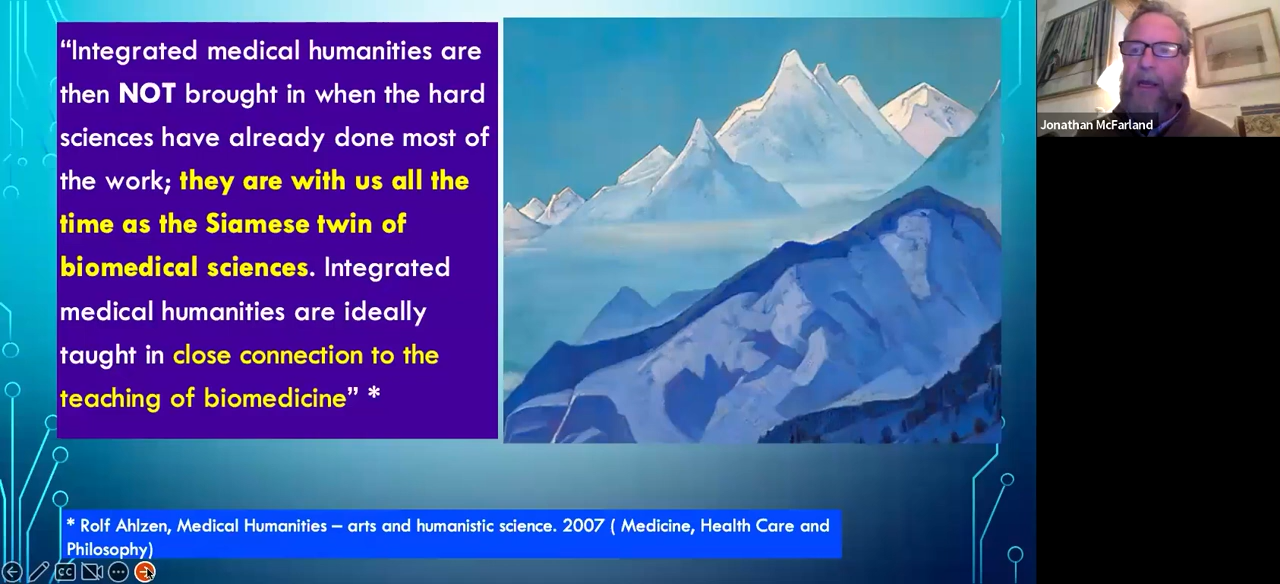 “Integrated medical humanities are
then NOT brought in when the hard
sciences have already done most of
the work; they are with us all the
time as the Siamese twin of
biomedical sciences. Integrated
medical humanities are ideally
taught in close connection to the
teaching of biomedicine” *
* Rolf Ahlzen, Medical Humanities – arts and humanistic science. 2007 ( Medicine, Health Care and
Philosophy)
CC
Jonathan McFarland